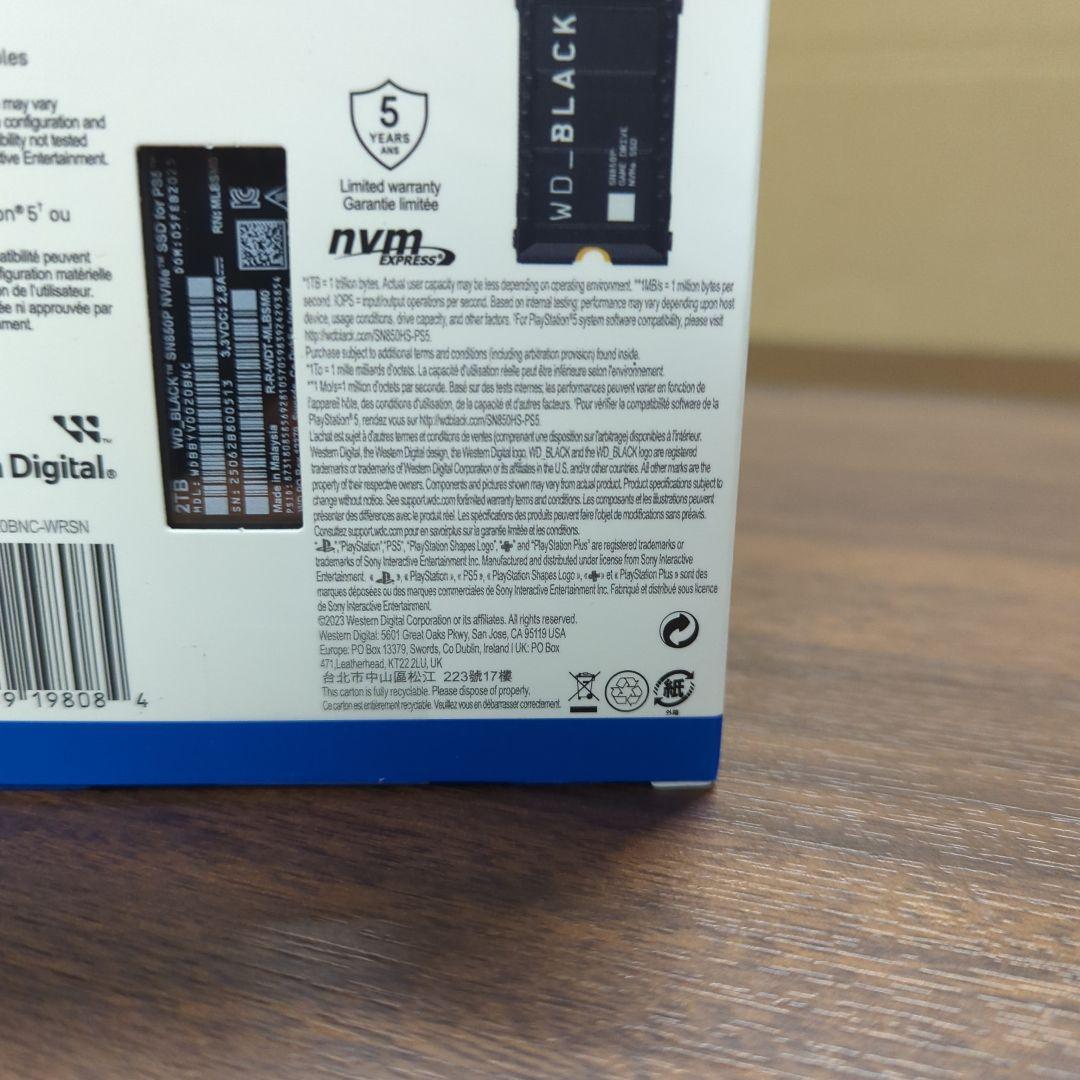 may vary
configuration and
not tested
Entertainment.
5† ou
peuvent
matérielle
de l'utilisateur.
ni approuvée par
Digital®
0BNC-WRSN
9 19808 4
2TB WD_BLACK™ SN850P NVMe™ SSD for PS5™
MDL: WDBBYV0020BNC DOM:05FEB2025
SN: 25062B800513 3.3VDC: 2.8A
Made in Malaysia R-R-WDT-MLBSM0
5
YEARS
ANS
Limited warranty
Garantie limitée
nvm
EXPRESS®
WD_BLACK
SN850P
GAME DRIVE
NVMe SSD
*1TB = 1 trillion bytes. Actual user capacity may be less depending on operating environment. **1MB/s = 1 million bytes per
second. IOPS = input/output operations per second. Based on internal testing; performance may vary depending upon host
device, usage conditions, drive capacity, and other factors. †For PlayStation®5 system software compatibility, please visit
http://wdblack.com/SN850HS-PS5.
Purchase subject to additional terms and conditions (including arbitration provision) found inside.
*1To = 1 mille milliards d'octets. La capacité d'utilisation réelle peut être inférieure selon l'environnement.
**1 Mo/s=1 million d'octets par seconde. Basé sur des tests internes; les performances peuvent varier en fonction de
l'appareil hôte, des conditions d'utilisation, de la capacité et d'autres facteurs. †Pour vérifier la compatibilité software de la
PlayStation®5, rendez vous sur http://wdblack.com/SN850HS-PS5.
L'achat est sujet à d'autres termes et conditions de ventes (comprenant une disposition sur l'arbitrage) disponibles à l'intérieur.
Western Digital, the Western Digital design, the Western Digital logo, WD_BLACK and the WD_BLACK logo are registered
trademarks or trademarks of Western Digital Corporation or its affiliates in the U.S. and/or other countries. All other marks are the
property of their respective owners. Components and pictures shown may vary from actual product. Product specifications subject to
change without notice. See support.wdc.com for limited warranty terms and conditions. Les composants et les illustrations peuvent
présenter des différences avec le produit réel. Les spécifications des produits peuvent faire l'objet de modifications sans préavis.
Consultez support.wdc.com pour en savoir plus sur la garantie limitée et les conditions.
" ", "PlayStation", "PS5", "PlayStation Shapes Logo", " " and "PlayStation Plus" are registered trademarks or
trademarks of Sony Interactive Entertainment Inc. Manufactured and distributed under license from Sony Interactive
Entertainment. « », « PlayStation », « PS5 », « PlayStation Shapes Logo », « » et « PlayStation Plus » sont des
marques déposées ou des marques commerciales de Sony Interactive Entertainment Inc. Fabriqué et distribué sous licence
de Sony Interactive Entertainment.
©2023 Western Digital Corporation or its affiliates. All rights reserved.
Western Digital: 5601 Great Oaks Pkwy, San Jose, CA 95119 USA
Europe: PO Box 13379, Swords, Co Dublin, Ireland | UK: PO Box
471, Leatherhead, KT22 2LU, UK
台北市中山區松江 223號17樓
This carton is fully recyclable. Please dispose of properly.
Ce carton est entièrement recyclable. Veuillez vous en débarrasser correctement.
紙
外箱